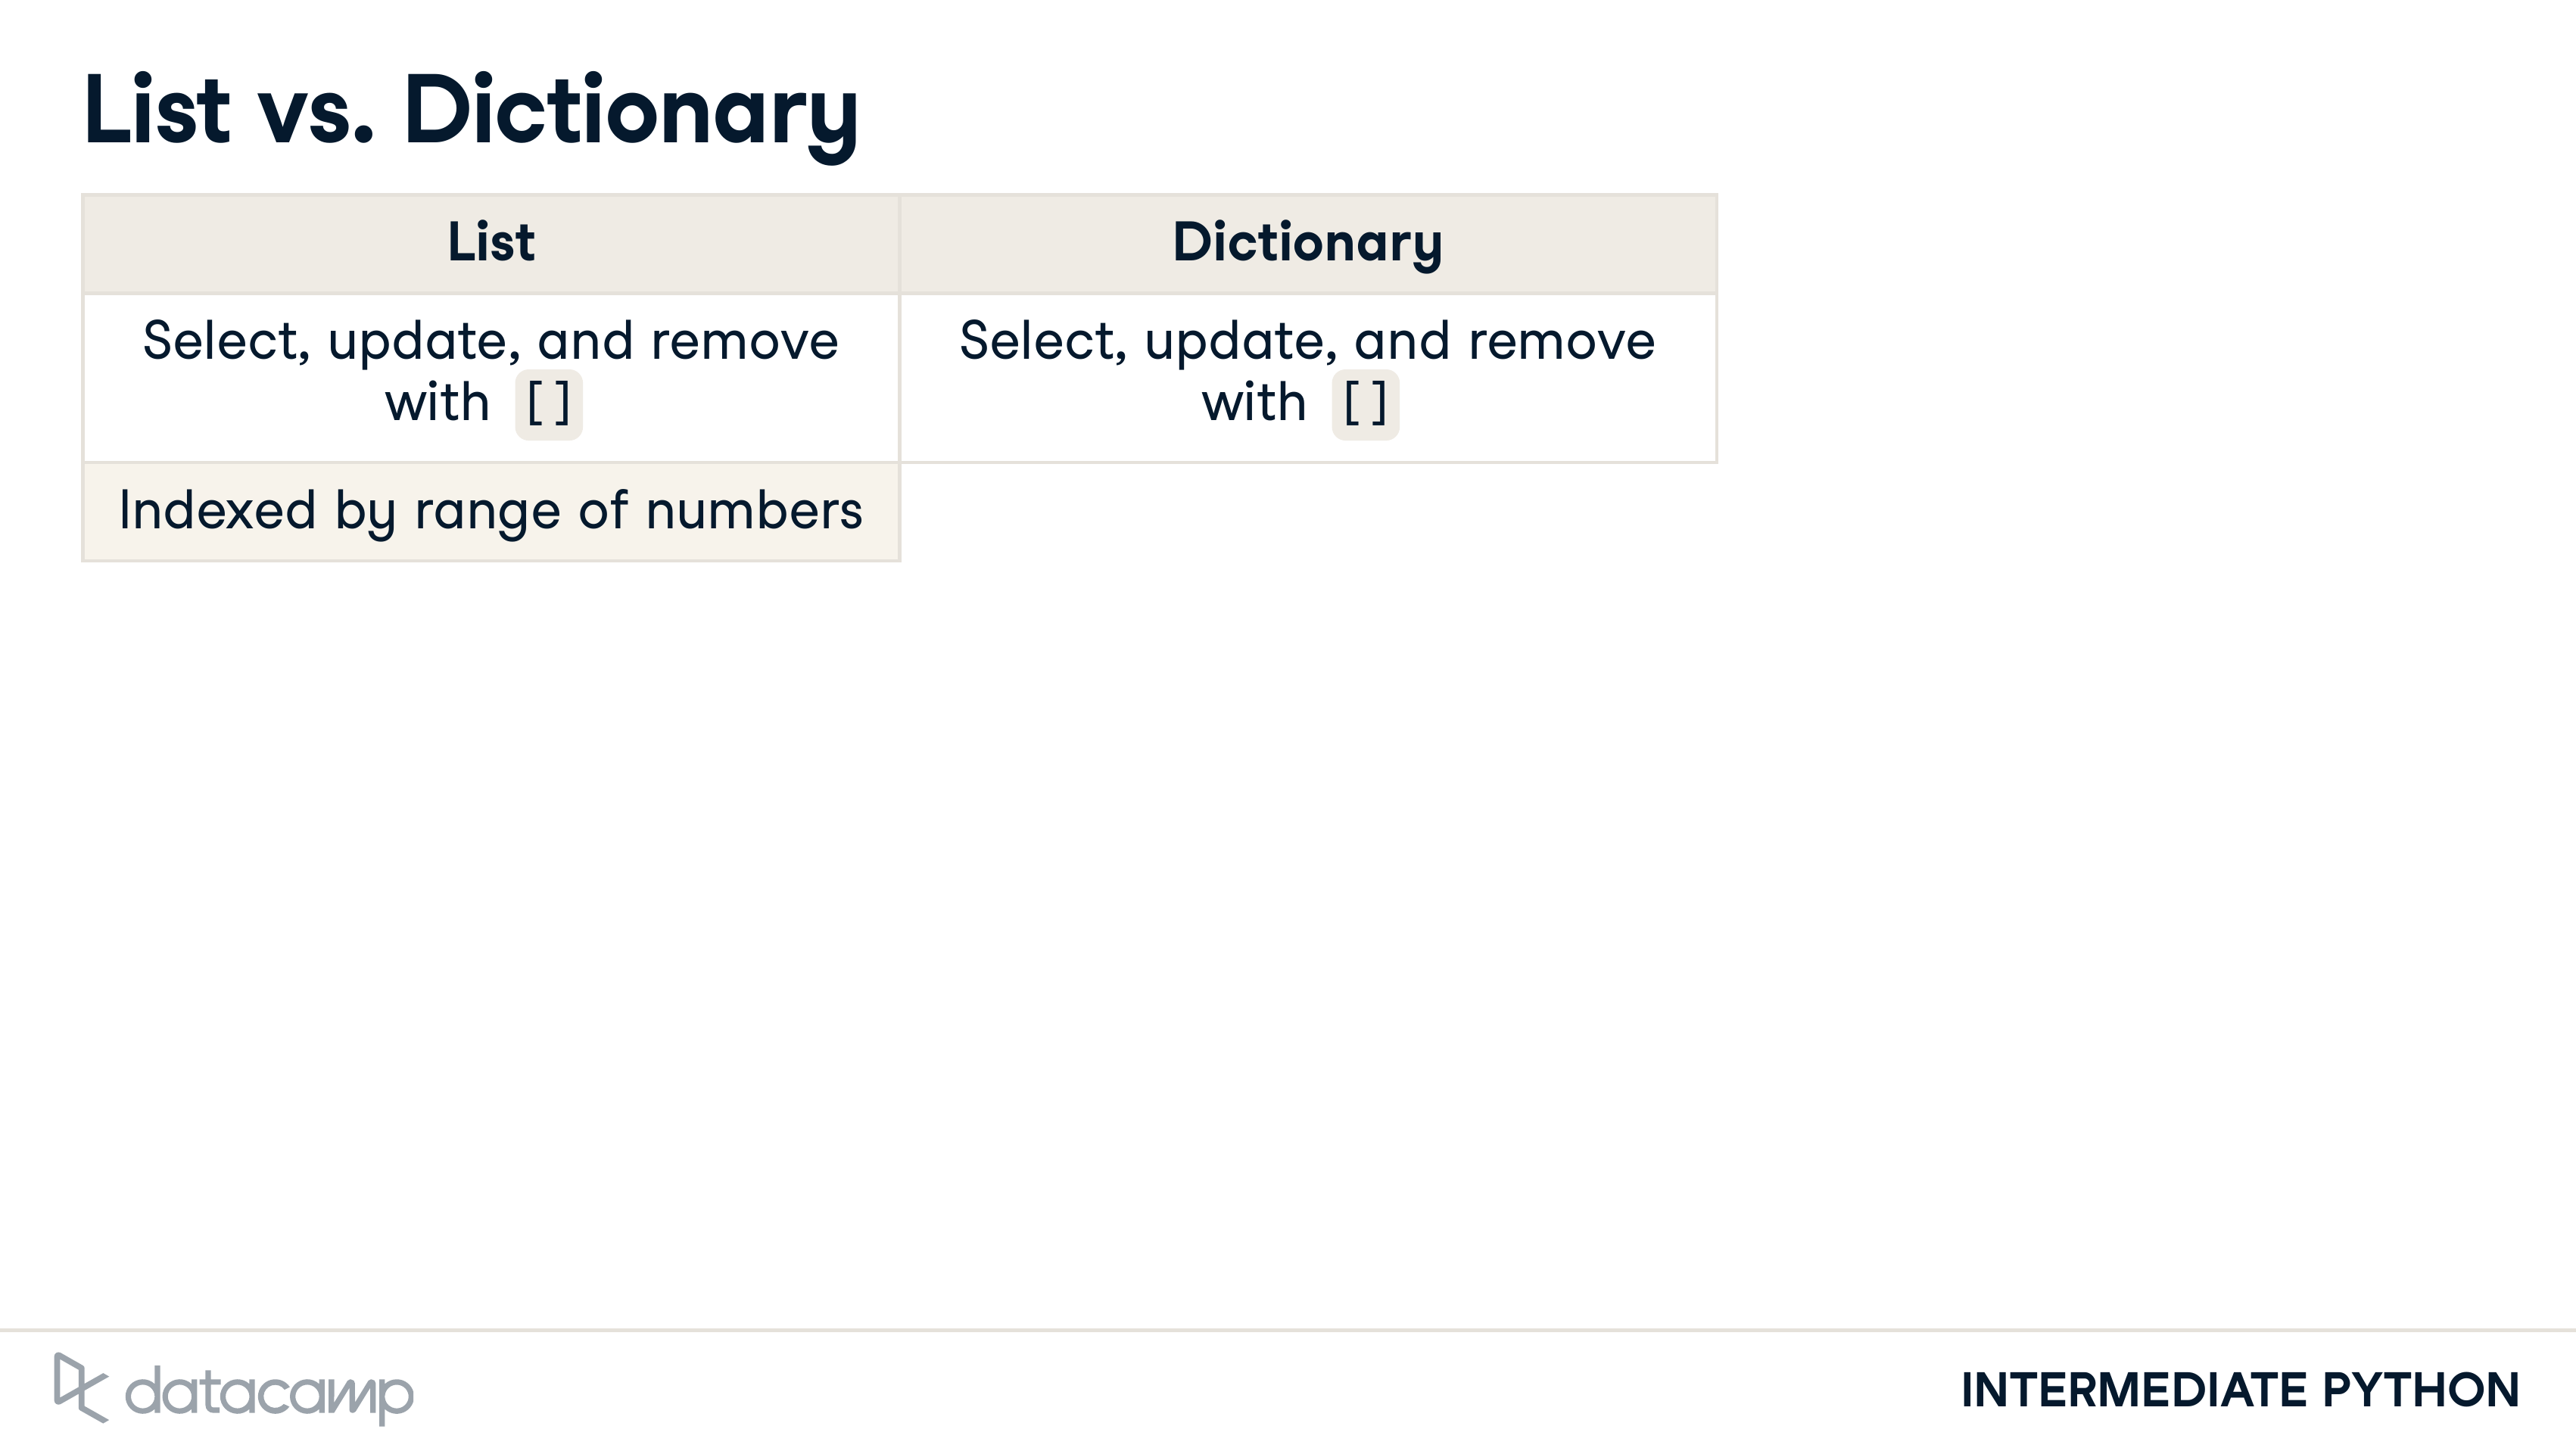 List vs. Dictionary
List
Dictionary
Select, update, and remove
with []
Select, update, and remove
with []
Indexed by range of numbers
datacamp
INTERMEDIATE PYTHON